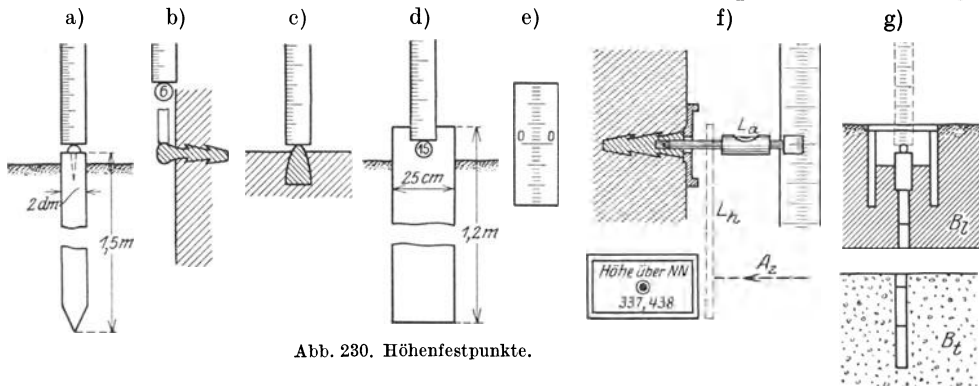 a) b) c) d) e) f) g)
6
15
0 0
2 dm
1,5 m
25 cm
1,2 m
La
Lh
Az
Höhe über NN
337,438
Bl
Bt
Abb. 230. Höhenfestpunkte.